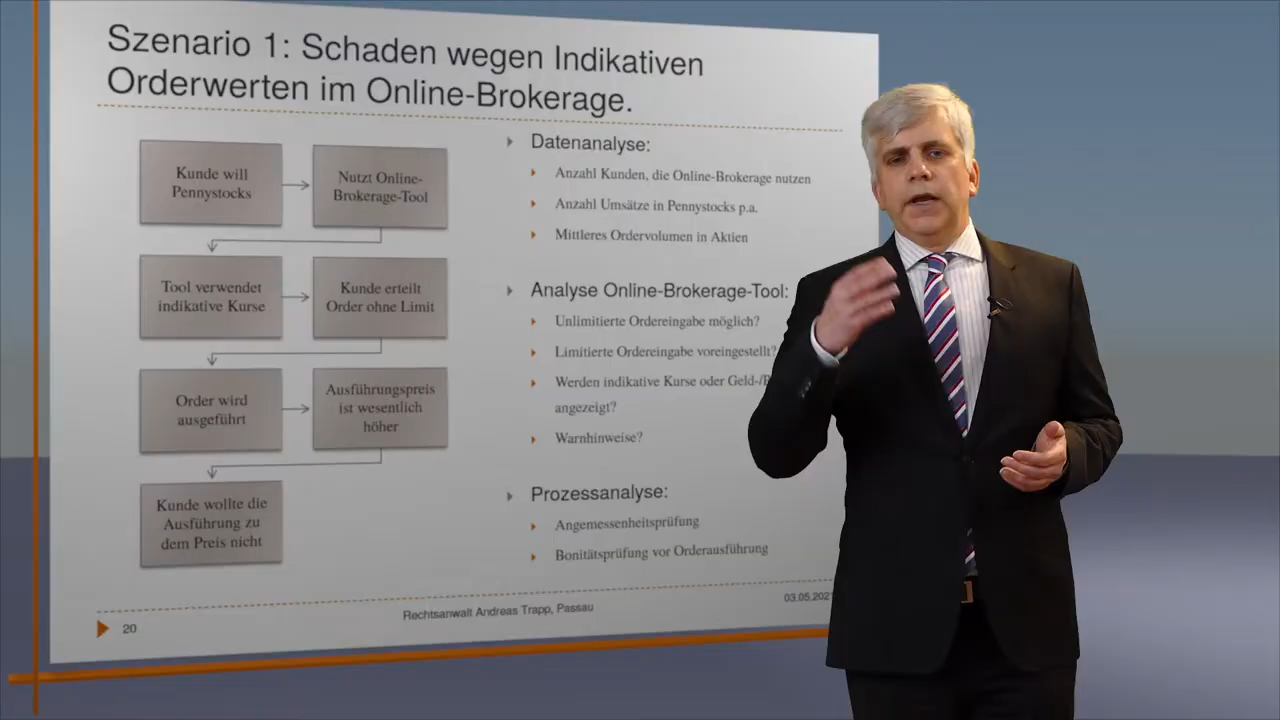 Szenario 1: Schaden wegen Indikativen
Orderwerten im Online-Brokerage.
Kunde will
Pennystocks
Nutzt Online-
Brokerage-Tool
Tool verwendet
indikative Kurse
Kunde erteilt
Order ohne Limit
Order wird
ausgeführt
Ausführungspreis
ist wesentlich
höher
Kunde wollte die
Ausführung zu
dem Preis nicht
Datenanalyse:
Anzahl Kunden, die Online-Brokerage nutzen
Anzahl Umsätze in Pennystocks p.a.
Mittleres Ordervolumen in Aktien
Analyse Online-Brokerage-Tool:
Unlimitierte Ordereingabe möglich?
Limitierte Ordereingabe voreingestellt?
Werden indikative Kurse oder Geld-/
angezeigt?
Warnhinweise?
Prozessanalyse:
Angemessenheitsprüfung
Bonitätsprüfung vor Orderausführung
20
Rechtsanwalt Andreas Trapp, Passau
03.05.2021